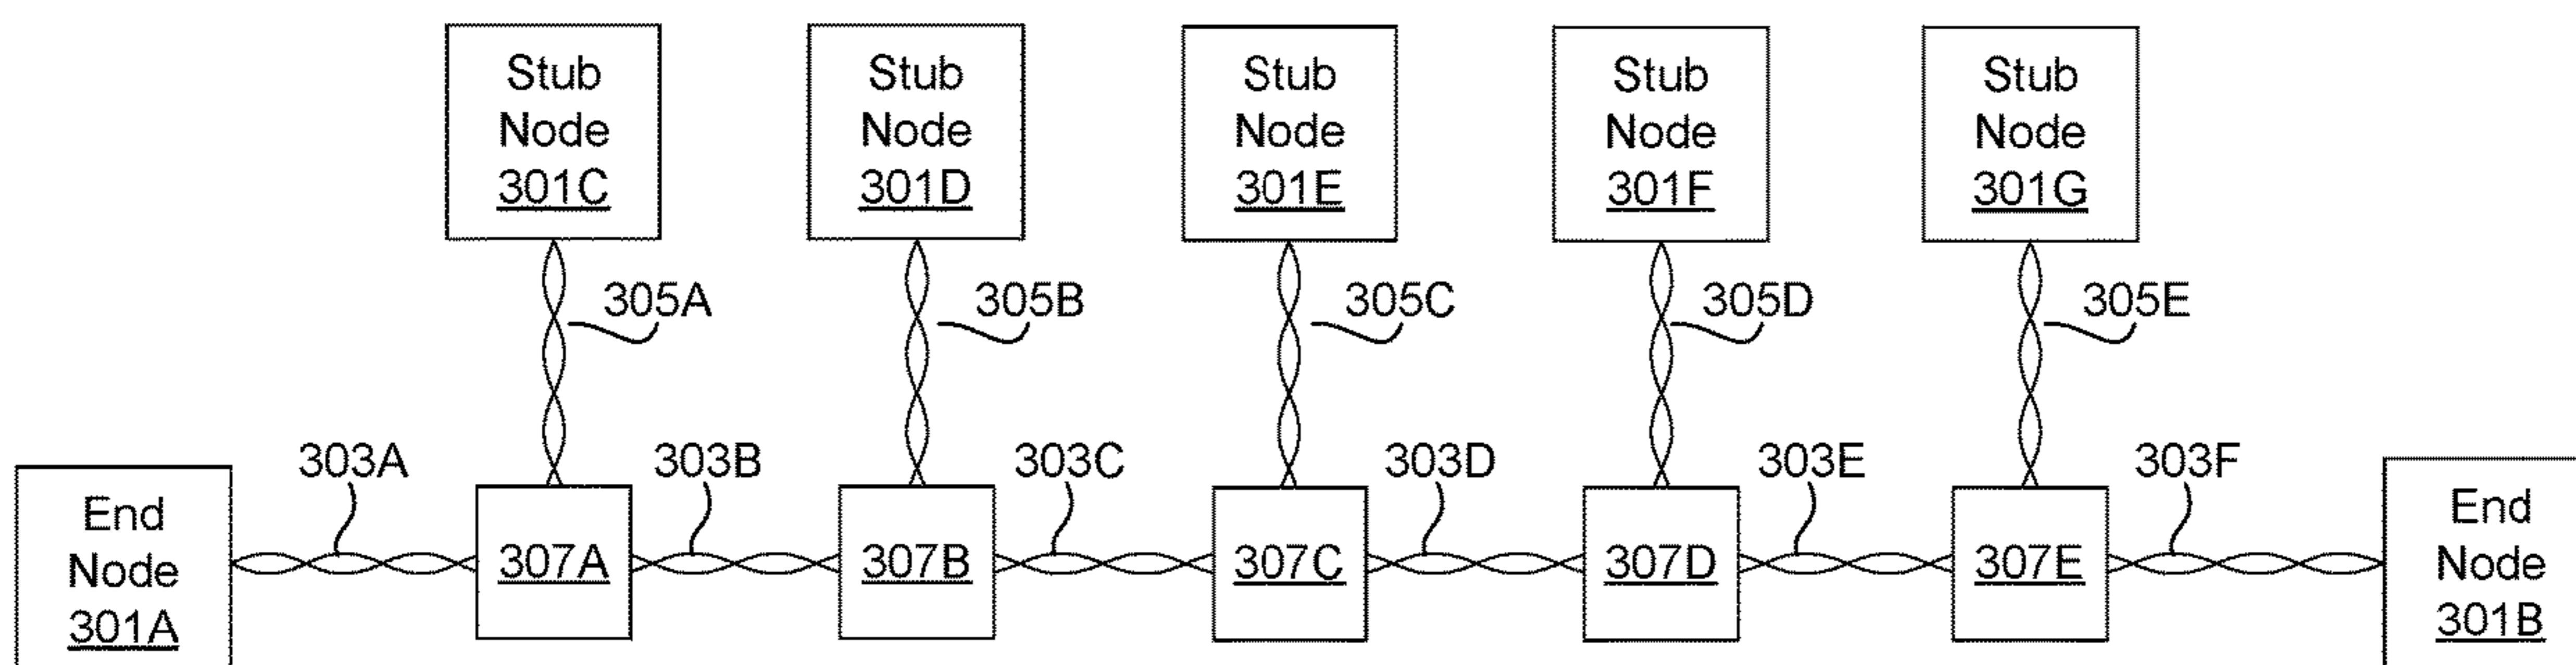 Stub
Node
301C
Stub
Node
301D
Stub
Node
301E
Stub
Node
301F
Stub
Node
301G
305A
305B
305C
305D
305E
303A
303B
303C
303D
303E
303F
End
Node
301A
307A
307B
307C
307D
307E
End
Node
301B